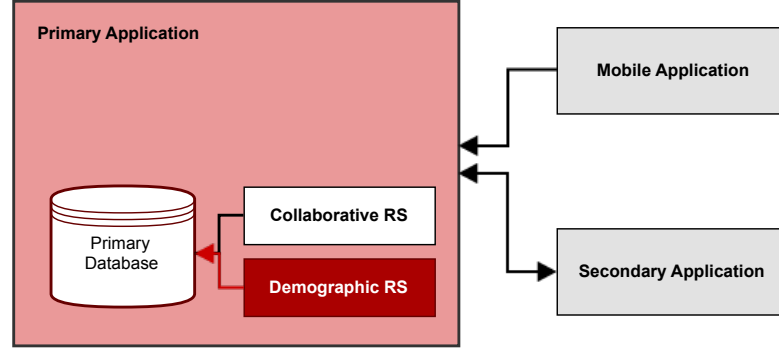 Primary Application
Mobile Application
Collaborative RS
Primary
Database
Demographic RS
Secondary Application